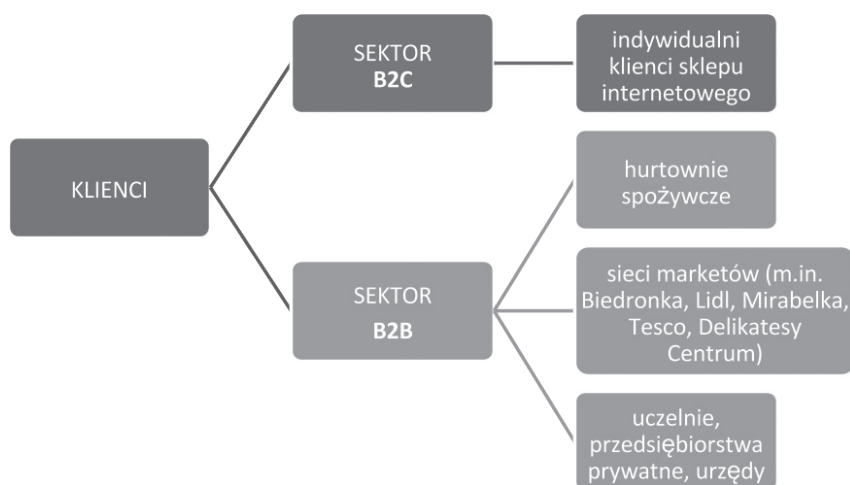 KLIENCI
SEKTOR
B2C
indywidualni
klienci sklepu
internetowego
SEKTOR
B2B
hurtownie
spożywcze
sieci marketów (m.in.
Biedronka, Lidl, Mirabelka,
Tesco, Delikatesy
Centrum)
uczelnie,
przedsiębiorstwa
prywatne, urzędy